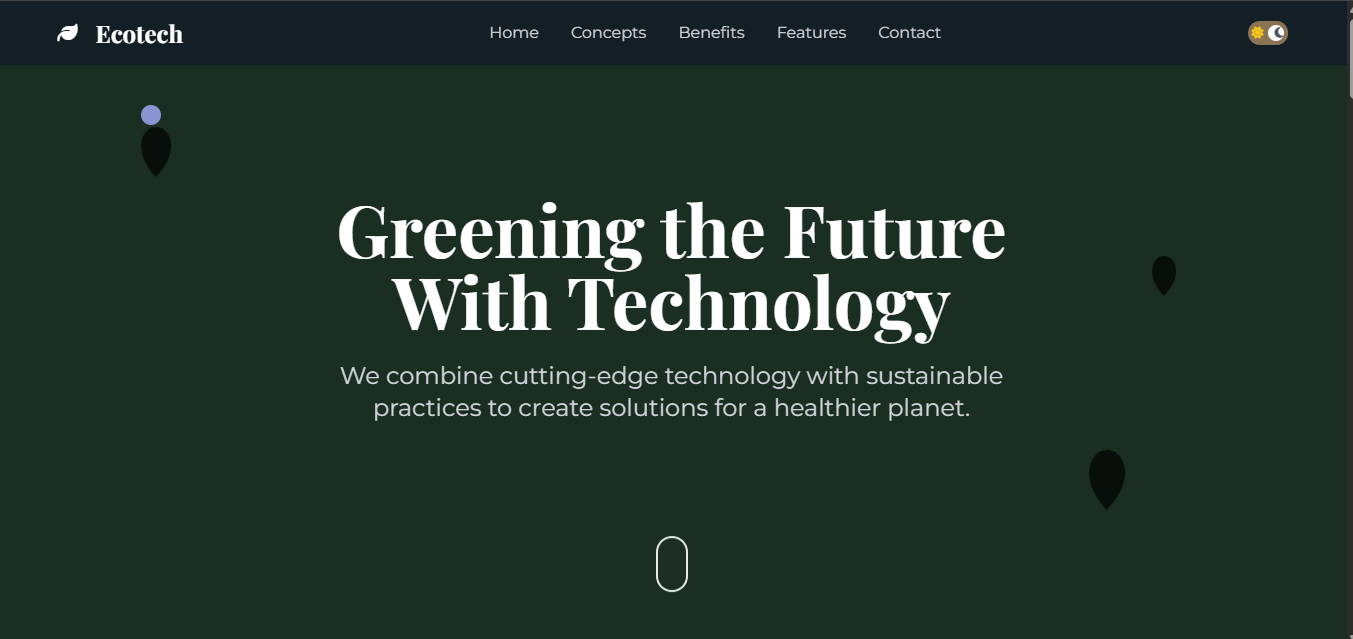 Ecotech
Home Concepts Benefits Features Contact
Greening the Future
With Technology
We combine cutting-edge technology with sustainable
practices to create solutions for a healthier planet.